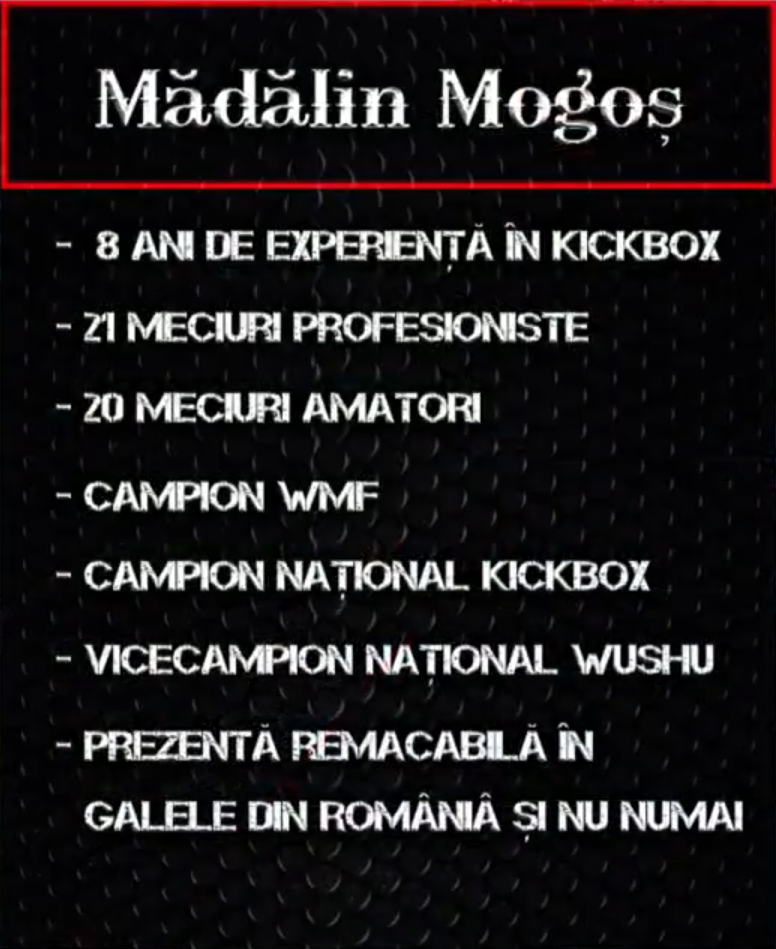 Mădălin Mogoș
- 8 ANI DE EXPERIENȚĂ ÎN KICKBOX
- 21 MECIURI PROFESIONISTE
- 20 MECIURI AMATORI
- CAMPION WMF
- CAMPION NAȚIONAL KICKBOX
- VICECAMPION NAȚIONAL WUSHU
- PREZENTĂ REMACABILĂ ÎN
GALELE DIN ROMÂNIÂ ȘI NU NUMAI